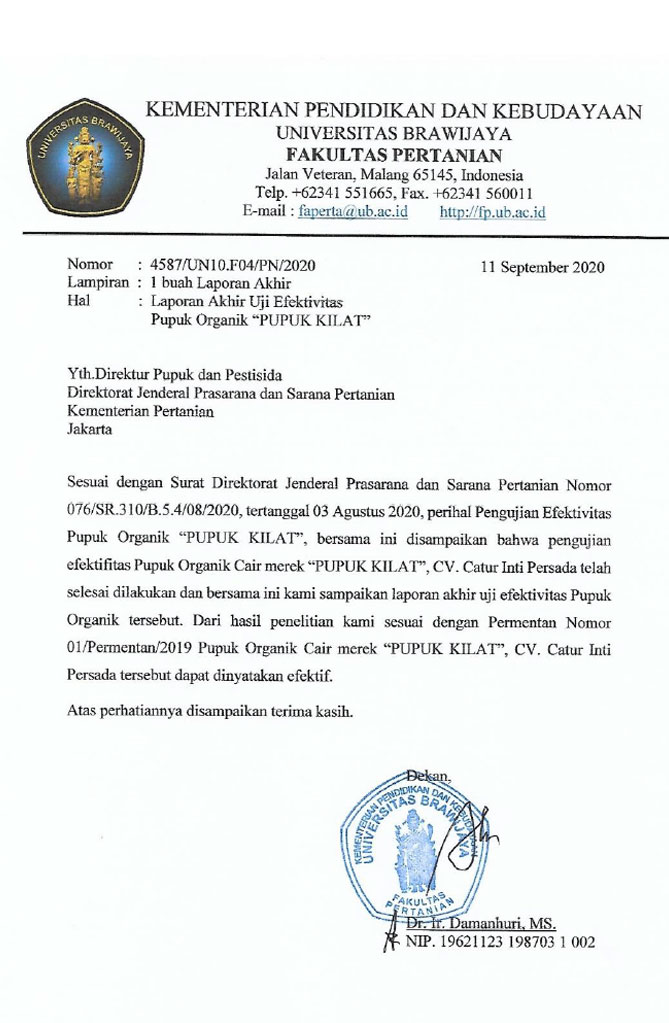 UNIVERSITAS BRAWIJAYA
KEMENTERIAN PENDIDIKAN DAN KEBUDAYAAN
UNIVERSITAS BRAWIJAYA
FAKULTAS PERTANIAN
Jalan Veteran, Malang 65145, Indonesia
Telp. +62341 551665, Fax. +62341 560011
E-mail : faperta@ub.ac.id http://fp.ub.ac.id
Nomor : 4587/UN10.F04/PN/2020 11 September 2020
Lampiran : 1 buah Laporan Akhir
Hal : Laporan Akhir Uji Efektivitas
Pupuk Organik “PUPUK KILAT”
Yth.Direktur Pupuk dan Pestisida
Direktorat Jenderal Prasarana dan Sarana Pertanian
Kementerian Pertanian
Jakarta
Sesuai dengan Surat Direktorat Jenderal Prasarana dan Sarana Pertanian Nomor
076/SR.310/B.5.4/08/2020, tertanggal 03 Agustus 2020, perihal Pengujian Efektivitas
Pupuk Organik “PUPUK KILAT”, bersama ini disampaikan bahwa pengujian
efektifitas Pupuk Organik Cair merek “PUPUK KILAT”, CV. Catur Inti Persada telah
selesai dilakukan dan bersama ini kami sampaikan laporan akhir uji efektivitas Pupuk
Organik tersebut. Dari hasil penelitian kami sesuai dengan Permentan Nomor
01/Permentan/2019 Pupuk Organik Cair merek “PUPUK KILAT”, CV. Catur Inti
Persada tersebut dapat dinyatakan efektif.
Atas perhatiannya disampaikan terima kasih.
Dekan,
KEMENTERIAN PENDIDIKAN DAN KEBUDAYAAN
UNIVERSITAS BRAWIJAYA
FAKULTAS
PERTANIAN
Dr. Ir. Damanhuri, MS.
NIP. 19621123 198703 1 002